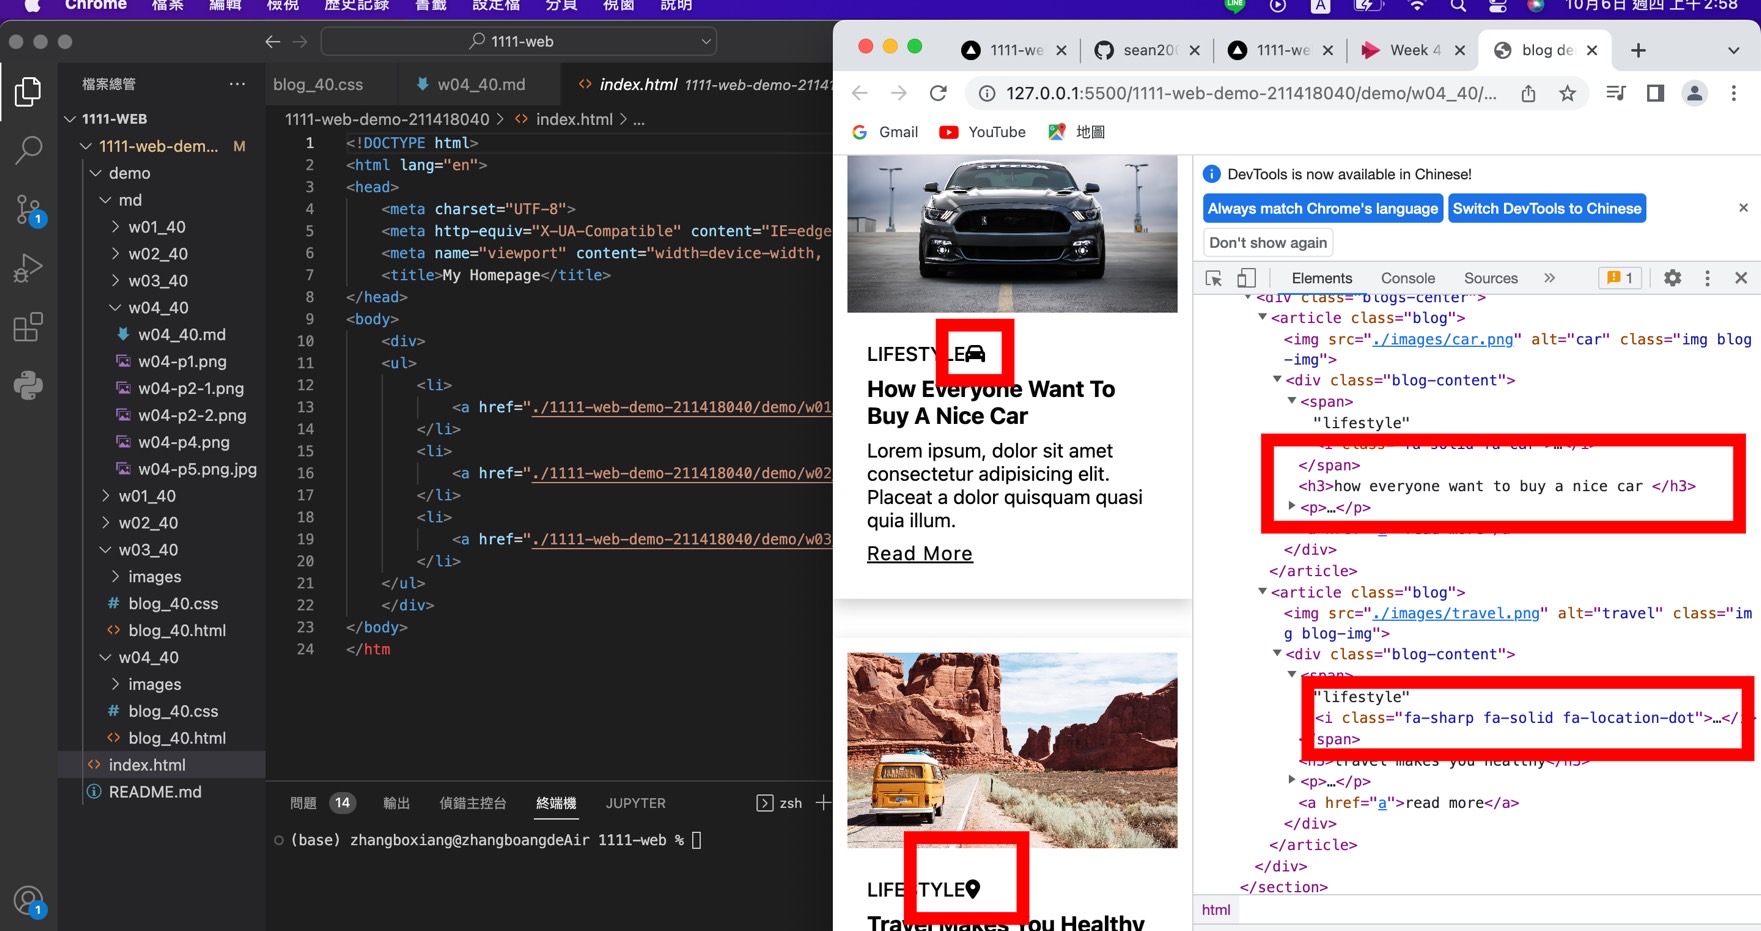 Chrome 檔案 編輯 檢視 歷史記錄 書籤 設定檔 分頁 視窗 說明 LINE A 10月6日 週四 上午2:58
1111-web
檔案總管
blog_40.css
w04_40.md
index.html 1111-web-demo-21141
1111-WEB
1111-web-dem... M
demo
md
w01_40
w02_40
w03_40
w04_40
w04_40.md
w04-p1.png
w04-p2-1.png
w04-p2-2.png
w04-p4.png
w04-p5.png.jpg
w01_40
w02_40
w03_40
images
blog_40.css
blog_40.html
w04_40
images
blog_40.css
blog_40.html
index.html
README.md
1
1
1111-web-demo-211418040 > index.html > ...
1 <!DOCTYPE html>
2 <html lang="en">
3 <head>
4 <meta charset="UTF-8">
5 <meta http-equiv="X-UA-Compatible" content="IE=edge
6 <meta name="viewport" content="width=device-width,
7 <title>My Homepage</title>
8 </head>
9 <body>
10 <div>
11 <ul>
12 <li>
13 <a href="./1111-web-demo-211418040/demo/w01
14 </li>
15 <li>
16 <a href="./1111-web-demo-211418040/demo/w02
17 </li>
18 <li>
19 <a href="./1111-web-demo-211418040/demo/w03
20 </li>
21 </ul>
22 </div>
23 </body>
24 </htm
問題 14 輸出 偵錯主控台 終端機 JUPYTER zsh
(base) zhangboxiang@zhangboangdeAir 1111-web %
1111-we
sean20
1111-we
Week 4
blog de
127.0.0.1:5500/1111-web-demo-211418040/demo/w04_40/...
Gmail YouTube 地圖
LIFESTYLE
How Everyone Want To
Buy A Nice Car
Lorem ipsum, dolor sit amet
consectetur adipisicing elit.
Placeat a dolor quisquam quasi
quia illum.
Read More
LIFESTYLE
Travel Makes You Healthy
DevTools is now available in Chinese!
Always match Chrome's language Switch DevTools to Chinese
Don't show again
Elements Console Sources » 1
<div class="blogs-center">
<article class="blog">
<img src="./images/car.png" alt="car" class="img blog
-img">
<div class="blog-content">
<span>
"lifestyle"
<i class="fa-solid fa-car">…</i>
</span>
<h3>how everyone want to buy a nice car </h3>
<p>…</p>
<a href="a">read more</a>
</div>
</article>
<article class="blog">
<img src="./images/travel.png" alt="travel" class="im
g blog-img">
<div class="blog-content">
<span>
"lifestyle"
<i class="fa-sharp fa-solid fa-location-dot">…</i
</span>
<h3>travel makes you healthy</h3>
<p>…</p>
<a href="a">read more</a>
</div>
</article>
</div>
</section>
html